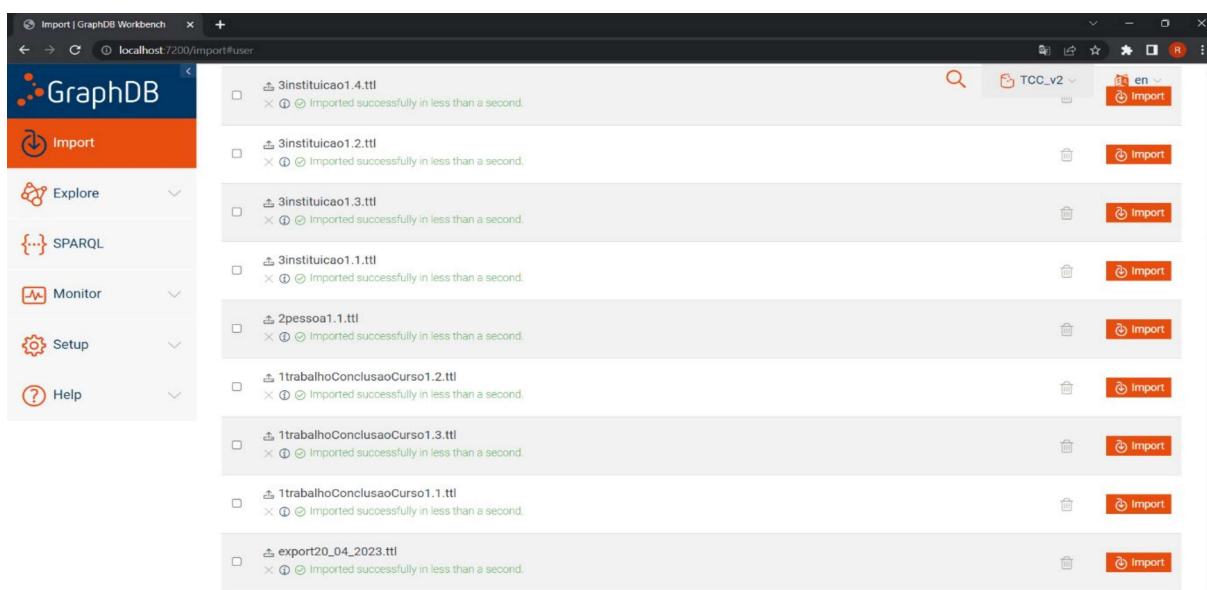 Import | GraphDB Workbench
localhost:7200/import#user
R
GraphDB
TCC_v2
en
Import
Explore
SPARQL
Monitor
Setup
Help
3instituicao1.4.ttl
Imported successfully in less than a second.
Import
3instituicao1.2.ttl
Imported successfully in less than a second.
Import
3instituicao1.3.ttl
Imported successfully in less than a second.
Import
3instituicao1.1.ttl
Imported successfully in less than a second.
Import
2pessoa1.1.ttl
Imported successfully in less than a second.
Import
1trabalhoConclusaoCurso1.2.ttl
Imported successfully in less than a second.
Import
1trabalhoConclusaoCurso1.3.ttl
Imported successfully in less than a second.
Import
1trabalhoConclusaoCurso1.1.ttl
Imported successfully in less than a second.
Import
export20_04_2023.ttl
Imported successfully in less than a second.
Import